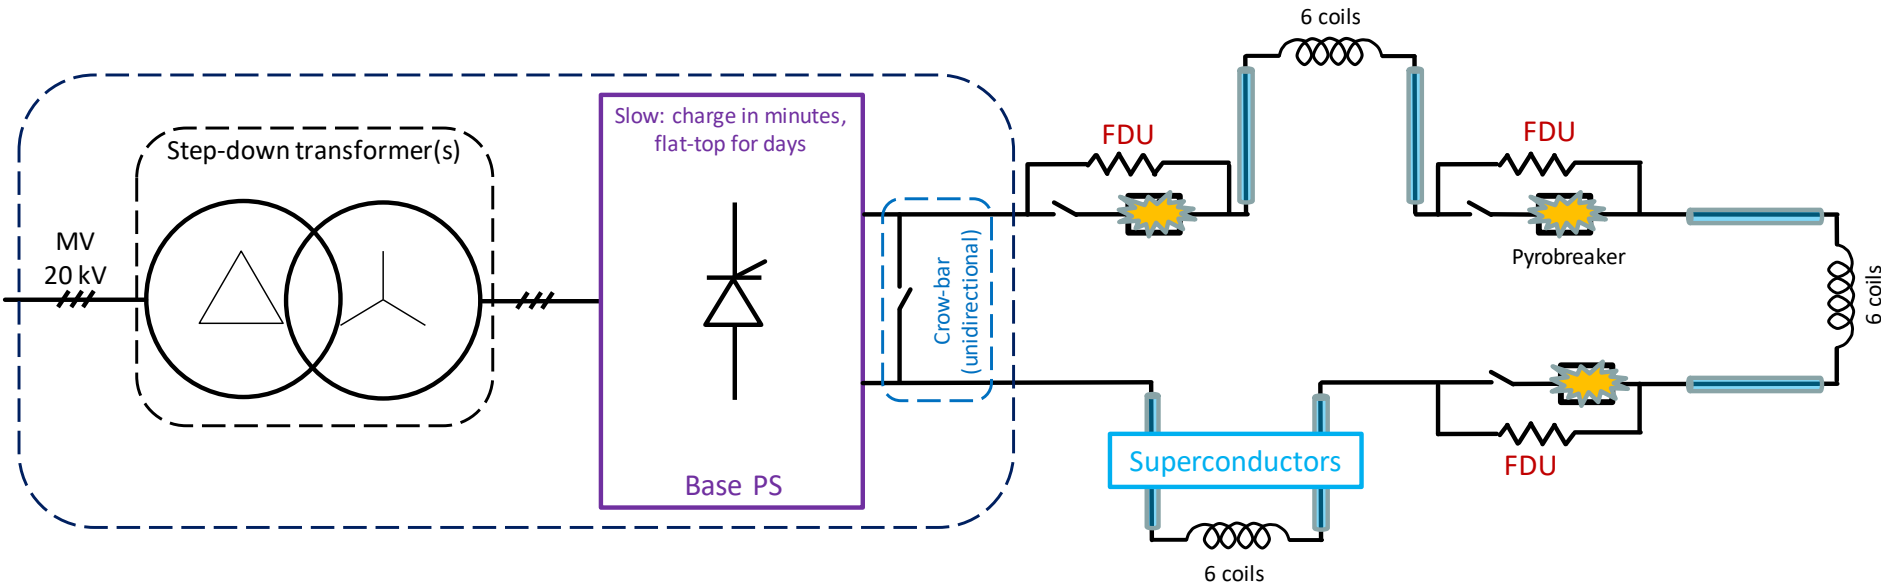 6 coils
Slow: charge in minutes,
flat-top for days
Step-down transformer(s)
FDU
FDU
MV
20 kV
Crow-bar
(unidirectional)
Pyrobreaker
6 coils
Superconductors
FDU
Base PS
6 coils